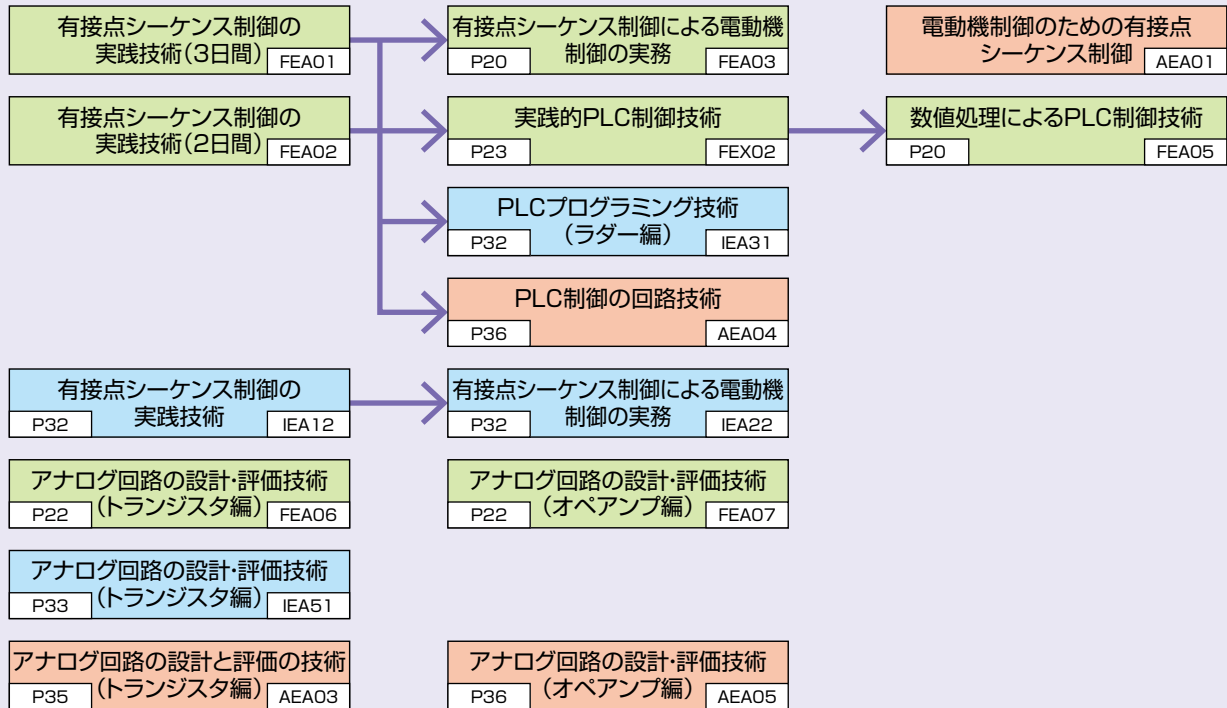 有接点シーケンス制御の
実践技術(3日間)
FEA01
有接点シーケンス制御による電動機
制御の実務
P20
FEA03
電動機制御のための有接点
シーケンス制御
AEA01
有接点シーケンス制御の
実践技術(2日間)
FEA02
実践的PLC制御技術
P23
FEX02
数値処理によるPLC制御技術
P20
FEA05
PLCプログラミング技術
(ラダー編)
P32
IEA31
PLC制御の回路技術
P36
AEA04
有接点シーケンス制御の
実践技術
P32
IEA12
有接点シーケンス制御による電動機
制御の実務
P32
IEA22
アナログ回路の設計・評価技術
(トランジスタ編)
P22
FEA06
アナログ回路の設計・評価技術
(オペアンプ編)
P22
FEA07
アナログ回路の設計・評価技術
(トランジスタ編)
P33
IEA51
アナログ回路の設計と評価の技術
(トランジスタ編)
P35
AEA03
アナログ回路の設計・評価技術
(オペアンプ編)
P36
AEA05